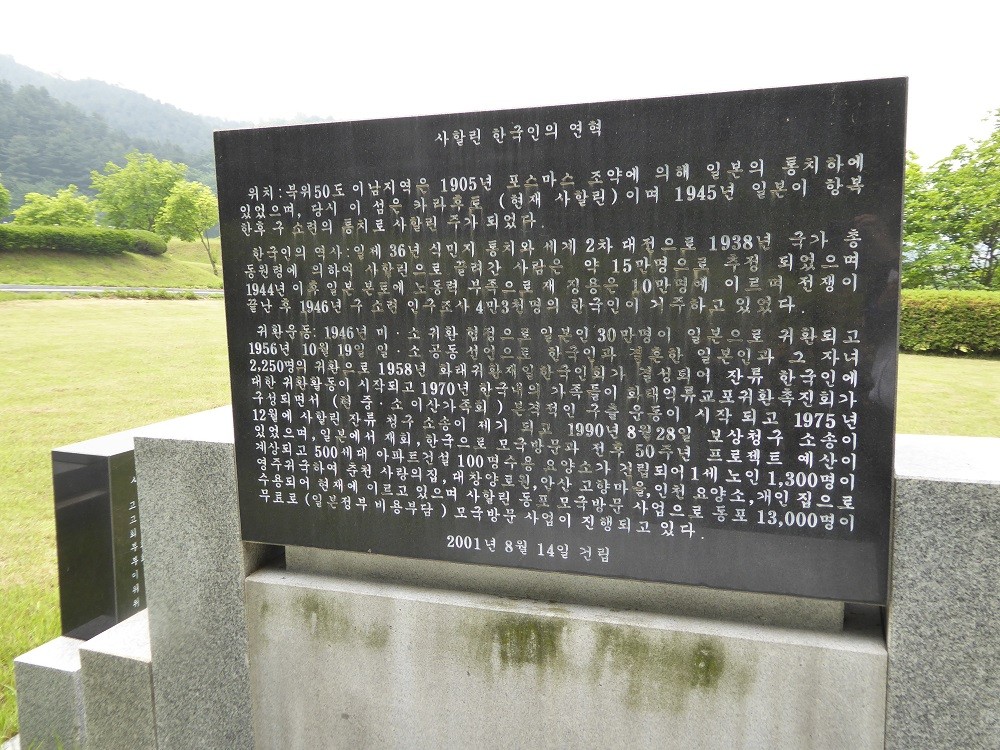 사할린 한국인의 연혁
위치:북위50도 이남지역은 1905년 포스마스 조약에 의해 일본의 통치하에
있었으며, 당시 이 섬은 카라후토 (현재 사할린)이며 1945년 일본이 항복
한후 구 소련의 통치로 사할린 주가 되었다.
한국인의 역사:일제 36년 식민지 통치와 세계 2차 대전으로 1938년 국가 총
동원령에 의하여 사할린으로 끌려간 사람은 약 15만명으로 추정 되었으며
1944년 이후 일본 본토에 노동력 부족으로 재 징용은 10만명에 이르며 전쟁이
끝난 후 1946년 구 소련 인구조사 4만3천명의 한국인이 거주하고 있었다.
귀환운동: 1946년 미·소 귀환 협정으로 일본인 30만명이 일본으로 귀환되고
1956년 10월 19일 일·소 공동 선언으로 한국인과 결혼한 일본인과 그 자녀
2,250명의 귀환으로 1958년 화태귀환재일한국인회가 결성되어 잔류 한국인에
대한 귀환활동이 시작되고 1970년 한국내의 가족들이 화태억류교포귀환촉진회가
구성되면서 (현 중·소 이산가족회) 본격적인 구출 운동이 시작 되고 1975년
12월에 사할린 잔류 청구 소송이 제기 되고 1990년 8월 28일 보상청구 소송이
있었으며, 일본에서 재회, 한국으로 모국방문과 전후 50주년 프로젝트 예산이
계상되고 500세대 아파트건설 100명 수용 요양소가 건립되어 1세 노인 1,300명이
영주귀국하여 춘천 사랑의집, 대창양로원, 안산 고향마을, 인천 요양소, 개인 집으로
수용되어 현재에 이르고 있으며 사할린 동포 모국방문 사업으로 동포 13,000명이
무료로 (일본정부 비용부담) 모국방문 사업이 진행되고 있다.
2001년 8월 14일 건립